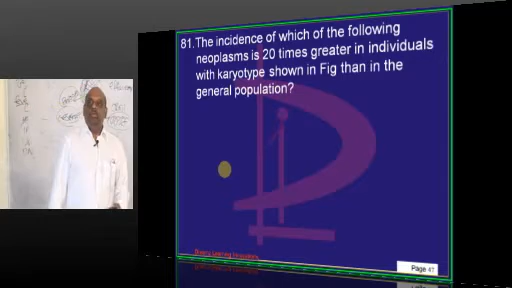 81.The incidence of which of the following
neoplasms is 20 times greater in individuals
with karyotype shown in Fig than in the
general population?
Page 47